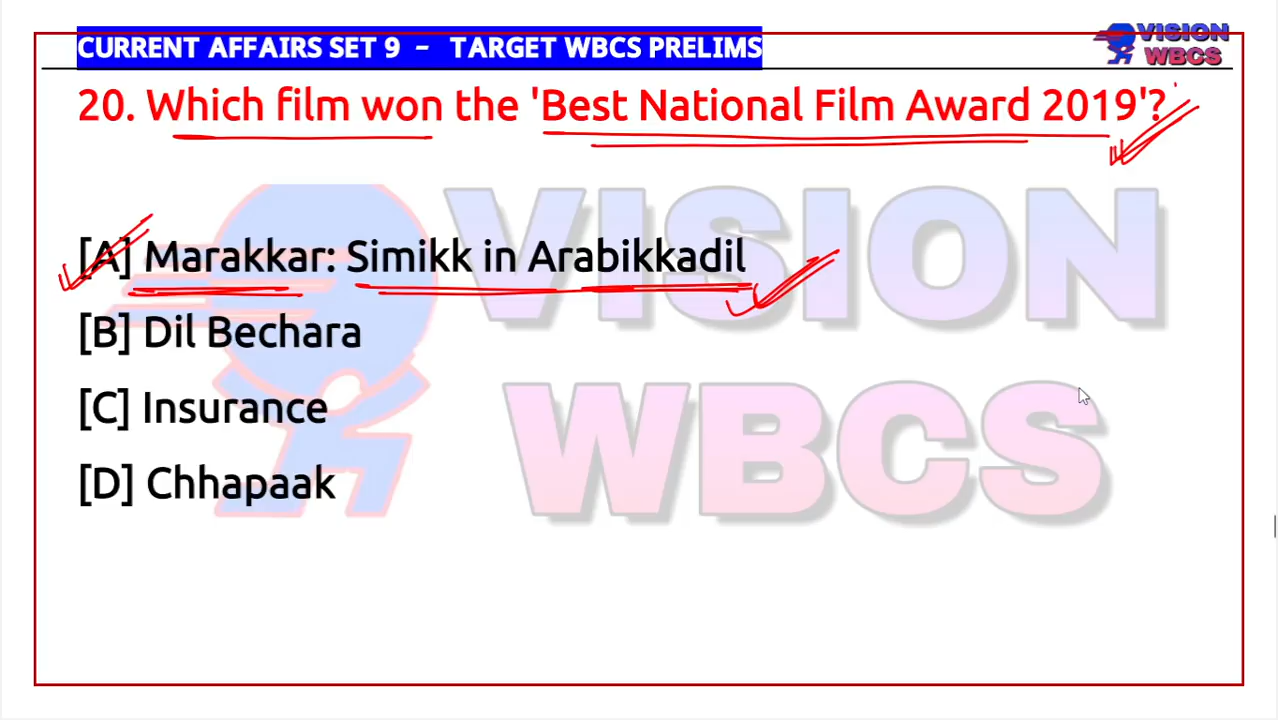 CURRENT AFFAIRS SET 9 - TARGET WBCS PRELIMS
VISION
WBCS
20. Which film won the 'Best National Film Award 2019'?
[A] Marakkar: Simikk in Arabikkadil
[B] Dil Bechara
[C] Insurance
[D] Chhapaak
VISION
WBCS